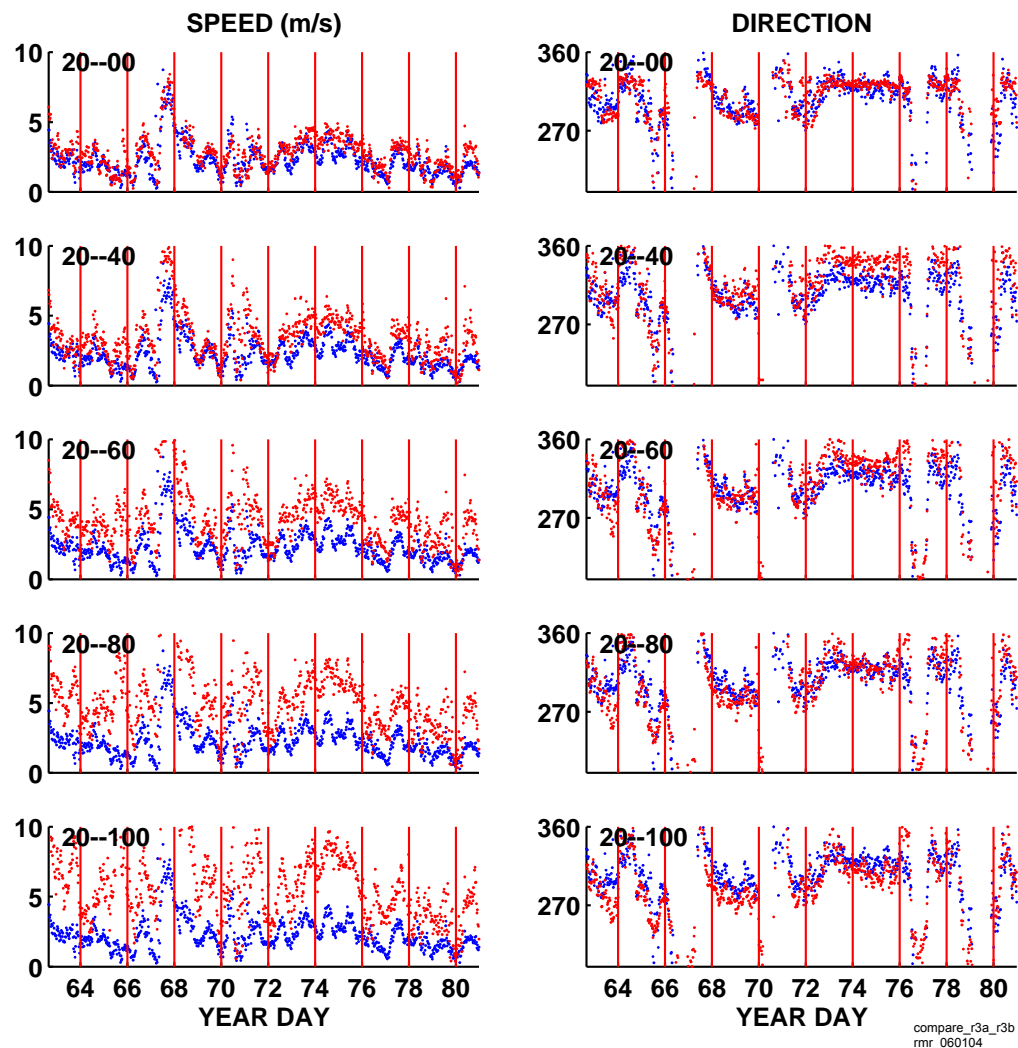 SPEED (m/s) DIRECTION
10 20--00 360 20--00
5 270
0
10 20--40 360 20--40
5 270
0
10 20--60 360 20--60
5 270
0
10 20--80 360 20--80
5 270
0
10 20--100 360 20--100
5 270
0
64 66 68 70 72 74 76 78 80 64 66 68 70 72 74 76 78 80
YEAR DAY YEAR DAY
compare_r3a_r3b
rmr 060104